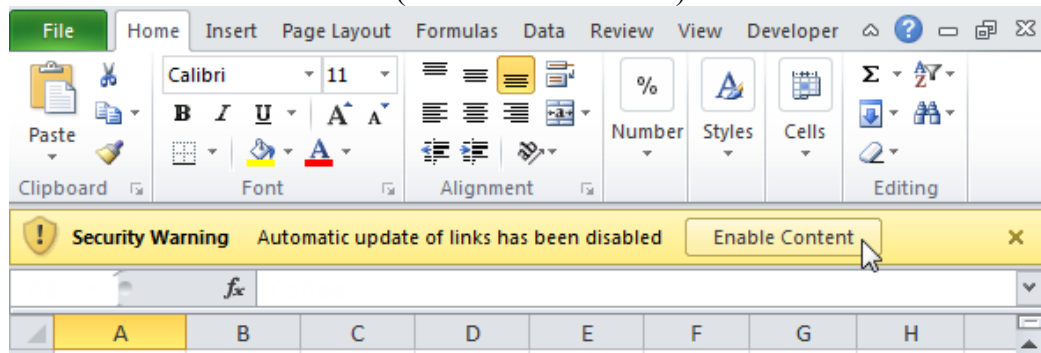 File Home Insert Page Layout Formulas Data Review View Developer
Calibri 11
B I U A A
Paste
A
% Number
A Styles
Cells
Σ AZ
Clipboard Font Alignment Editing
! Security Warning Automatic update of links has been disabled Enable Content
fx
A B C D E F G H